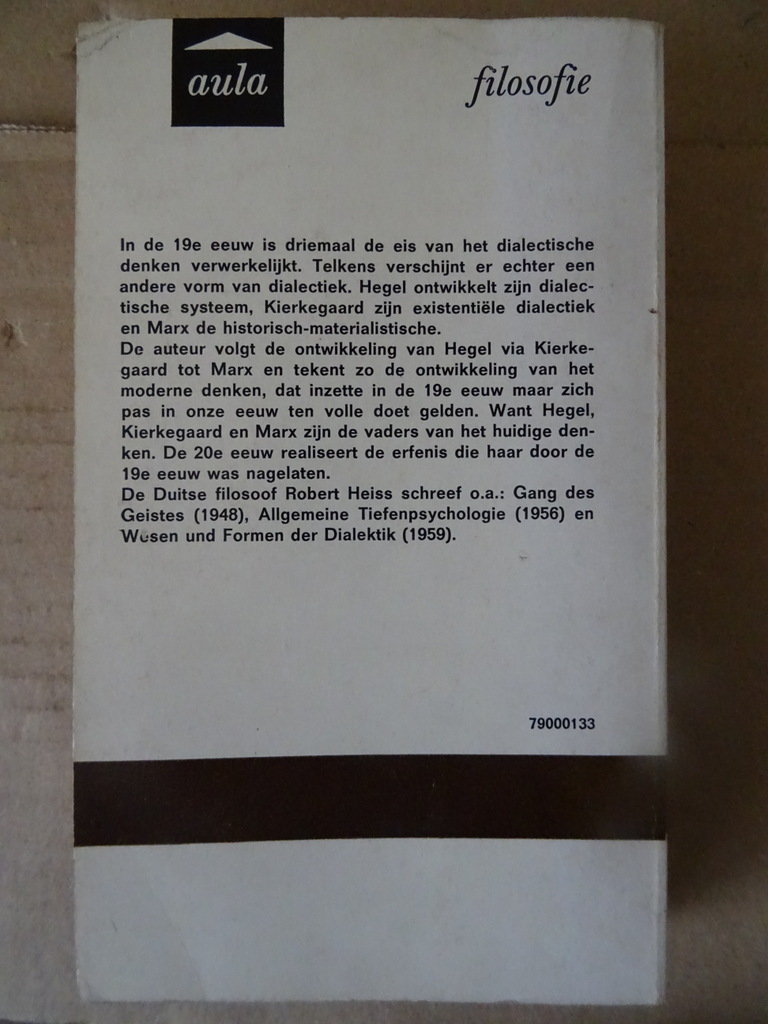 aula
filosofie
In de 19e eeuw is driemaal de eis van het dialectische
denken verwerkelijkt. Telkens verschijnt er echter een
andere vorm van dialectiek. Hegel ontwikkelt zijn dialec-
tische systeem, Kierkegaard zijn existentiële dialectiek
en Marx de historisch-materialistische.
De auteur volgt de ontwikkeling van Hegel via Kierke-
gaard tot Marx en tekent zo de ontwikkeling van het
moderne denken, dat inzette in de 19e eeuw maar zich
pas in onze eeuw ten volle doet gelden. Want Hegel,
Kierkegaard en Marx zijn de vaders van het huidige den-
ken. De 20e eeuw realiseert de erfenis die haar door de
19e eeuw was nagelaten.
De Duitse filosoof Robert Heiss schreef o.a.: Gang des
Geistes (1948), Allgemeine Tiefenpsychologie (1956) en
Wesen und Formen der Dialektik (1959).
79000133